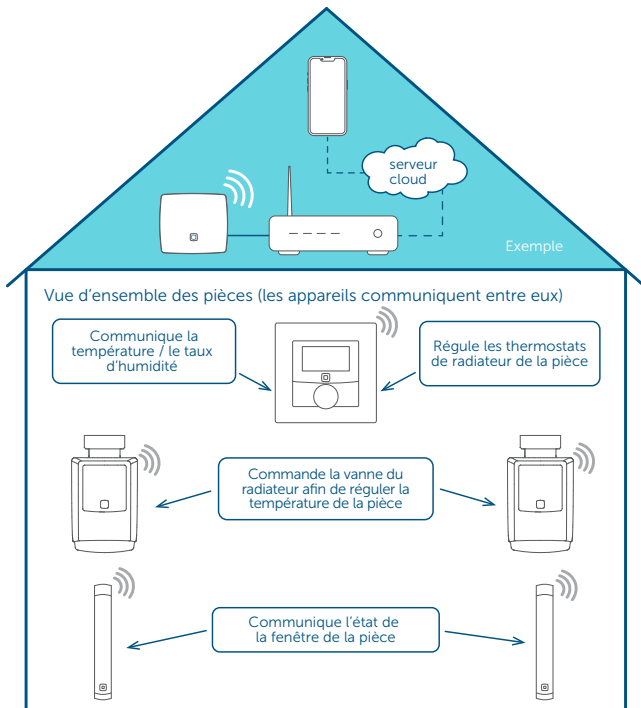 serveur
cloud
Exemple
Vue d'ensemble des pièces (les appareils communiquent entre eux)
Communique la
température / le taux
d'humidité
Régule les thermostats
de radiateur de la pièce
Commande la vanne du
radiateur afin de réguler la
température de la pièce
Communique l'état de
la fenêtre de la pièce